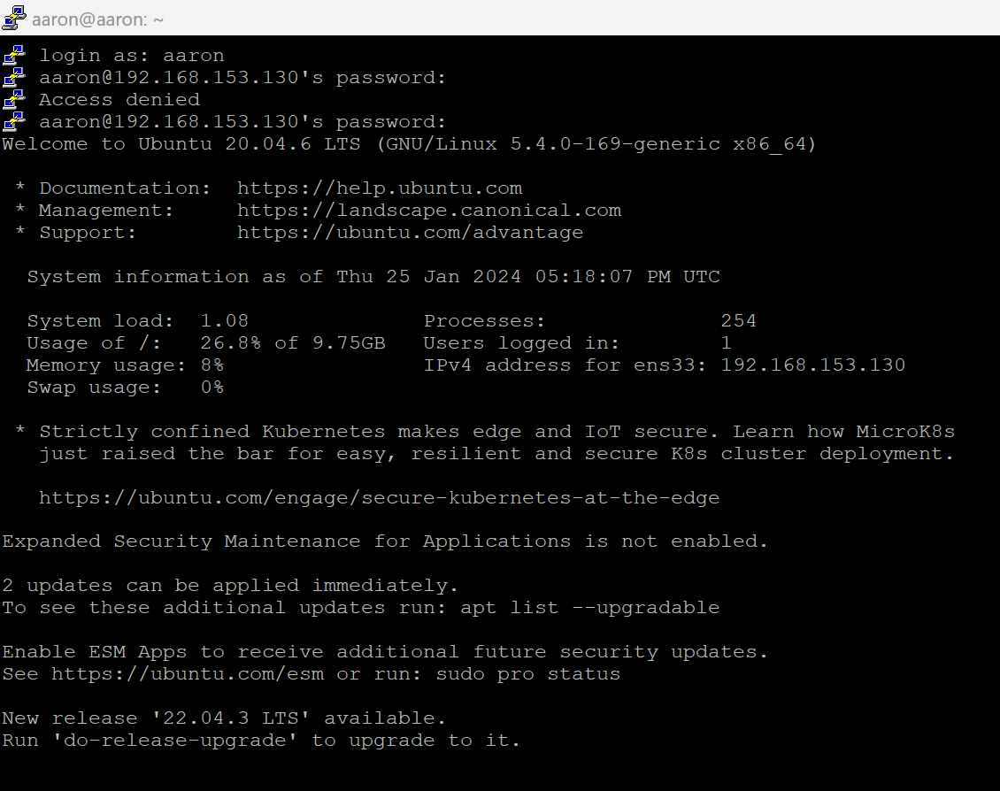 aaron@aaron: ~
login as: aaron
aaron@192.168.153.130's password:
Access denied
aaron@192.168.153.130's password:
Welcome to Ubuntu 20.04.6 LTS (GNU/Linux 5.4.0-169-generic x86_64)
* Documentation:  https://help.ubuntu.com
* Management:     https://landscape.canonical.com
* Support:        https://ubuntu.com/advantage
System information as of Thu 25 Jan 2024 05:18:07 PM UTC
System load:  1.08                Processes:              254
Usage of /:   26.8% of 9.75GB   Users logged in:        1
Memory usage: 8%                IPv4 address for ens33: 192.168.153.130
Swap usage:   0%
* Strictly confined Kubernetes makes edge and IoT secure. Learn how MicroK8s
just raised the bar for easy, resilient and secure K8s cluster deployment.
https://ubuntu.com/engage/secure-kubernetes-at-the-edge
Expanded Security Maintenance for Applications is not enabled.
2 updates can be applied immediately.
To see these additional updates run: apt list --upgradable
Enable ESM Apps to receive additional future security updates.
See https://ubuntu.com/esm or run: sudo pro status
New release '22.04.3 LTS' available.
Run 'do-release-upgrade' to upgrade to it.